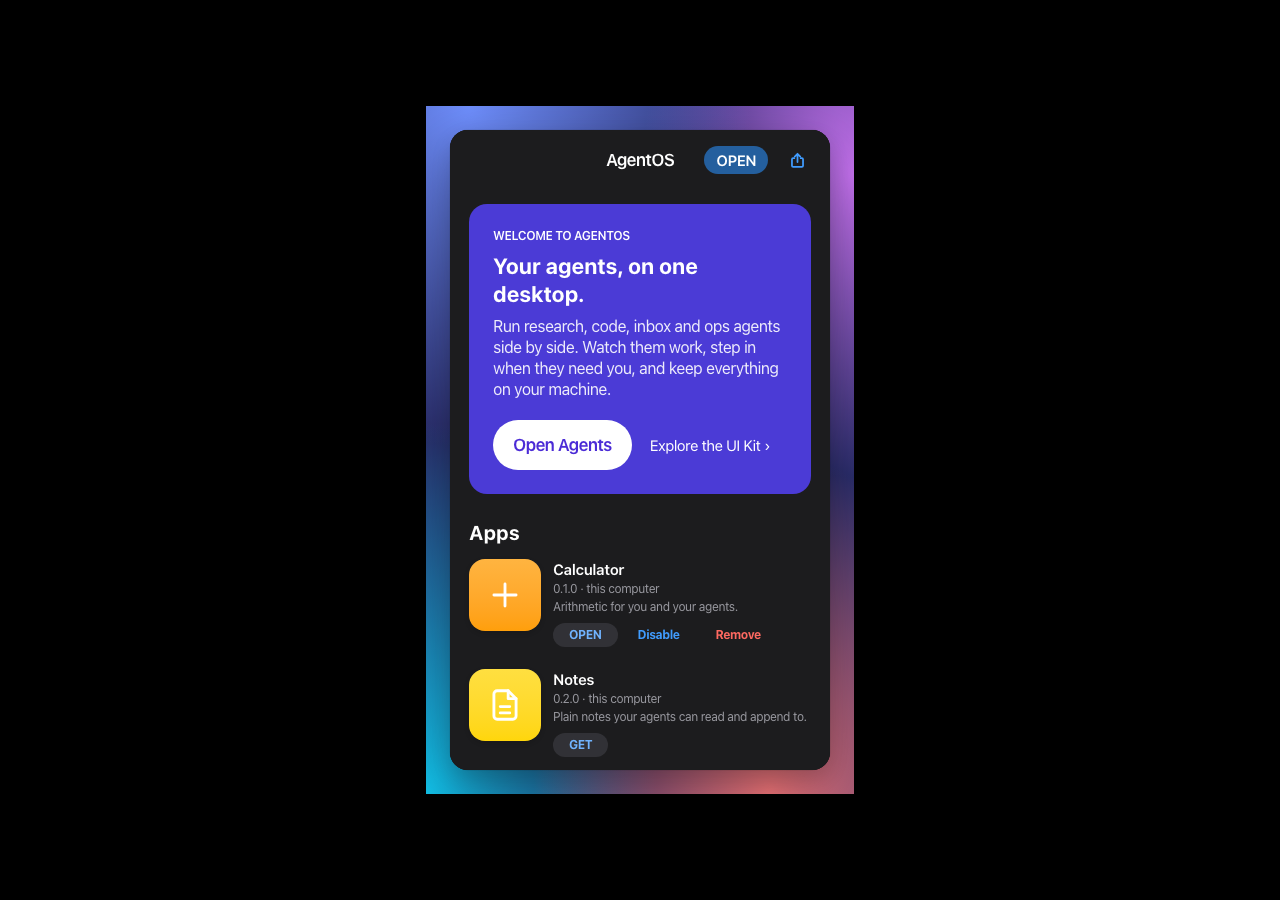 AgentOS
OPEN
WELCOME TO AGENTOS
Your agents, on one
desktop.
Run research, code, inbox and ops agents
side by side. Watch them work, step in
when they need you, and keep everything
on your machine.
Open Agents
Explore the UI Kit ›
Apps
Calculator
0.1.0 · this computer
Arithmetic for you and your agents.
OPEN
Disable
Remove
Notes
0.2.0 · this computer
Plain notes your agents can read and append to.
GET